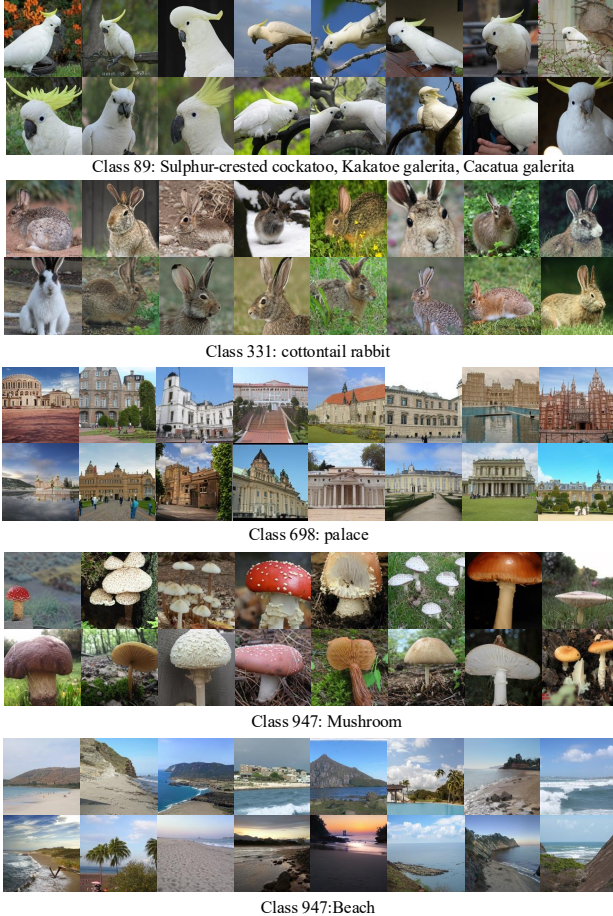 Class 89: Sulphur-crested cockatoo, Kakatoe galerita, Cacatua galerita
Class 331: cottontail rabbit
Class 698: palace
Class 947: Mushroom
Class 947:Beach